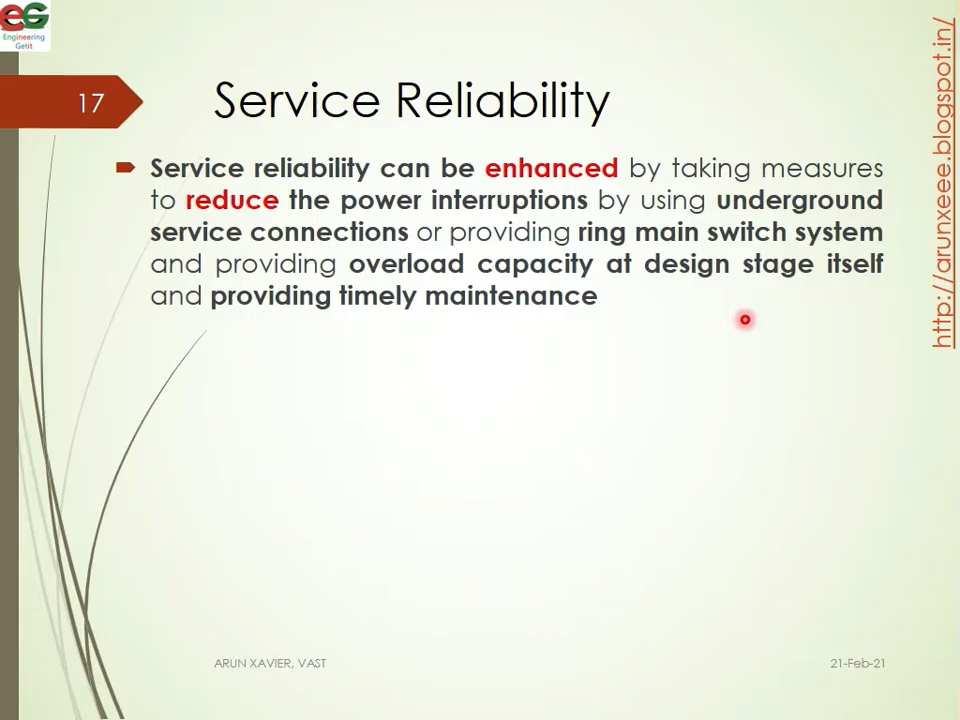 EG
Engineering
Getit
http://arunxeee.blogspot.in/
17
Service Reliability
Service reliability can be enhanced by taking measures
to reduce the power interruptions by using underground
service connections or providing ring main switch system
and providing overload capacity at design stage itself
and providing timely maintenance
ARUN XAVIER, VAST
21-Feb-21